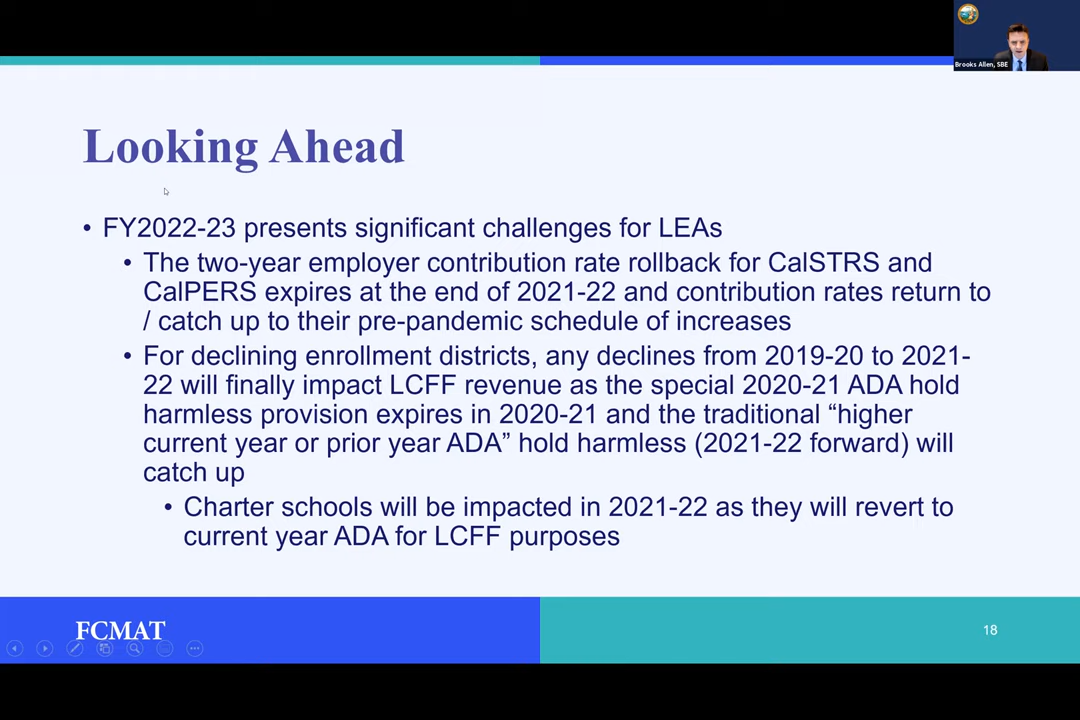 Brooks Allen, SBE
Looking Ahead
• FY2022-23 presents significant challenges for LEAs
• The two-year employer contribution rate rollback for CalSTRS and
CalPERS expires at the end of 2021-22 and contribution rates return to
/ catch up to their pre-pandemic schedule of increases
• For declining enrollment districts, any declines from 2019-20 to 2021-
22 will finally impact LCFF revenue as the special 2020-21 ADA hold
harmless provision expires in 2020-21 and the traditional “higher
current year or prior year ADA” hold harmless (2021-22 forward) will
catch up
• Charter schools will be impacted in 2021-22 as they will revert to
current year ADA for LCFF purposes
FCMAT
18